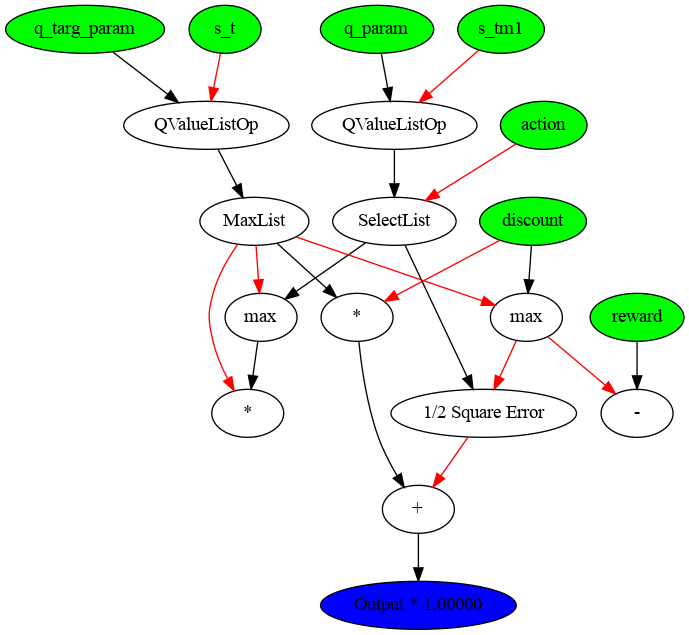 q_targ_param
s_t
q_param
s_tm1
QValueListOp
QValueListOp
action
MaxList
SelectList
discount
max
*
max
reward
*
1/2 Square Error
-
+
Output * 1.00000